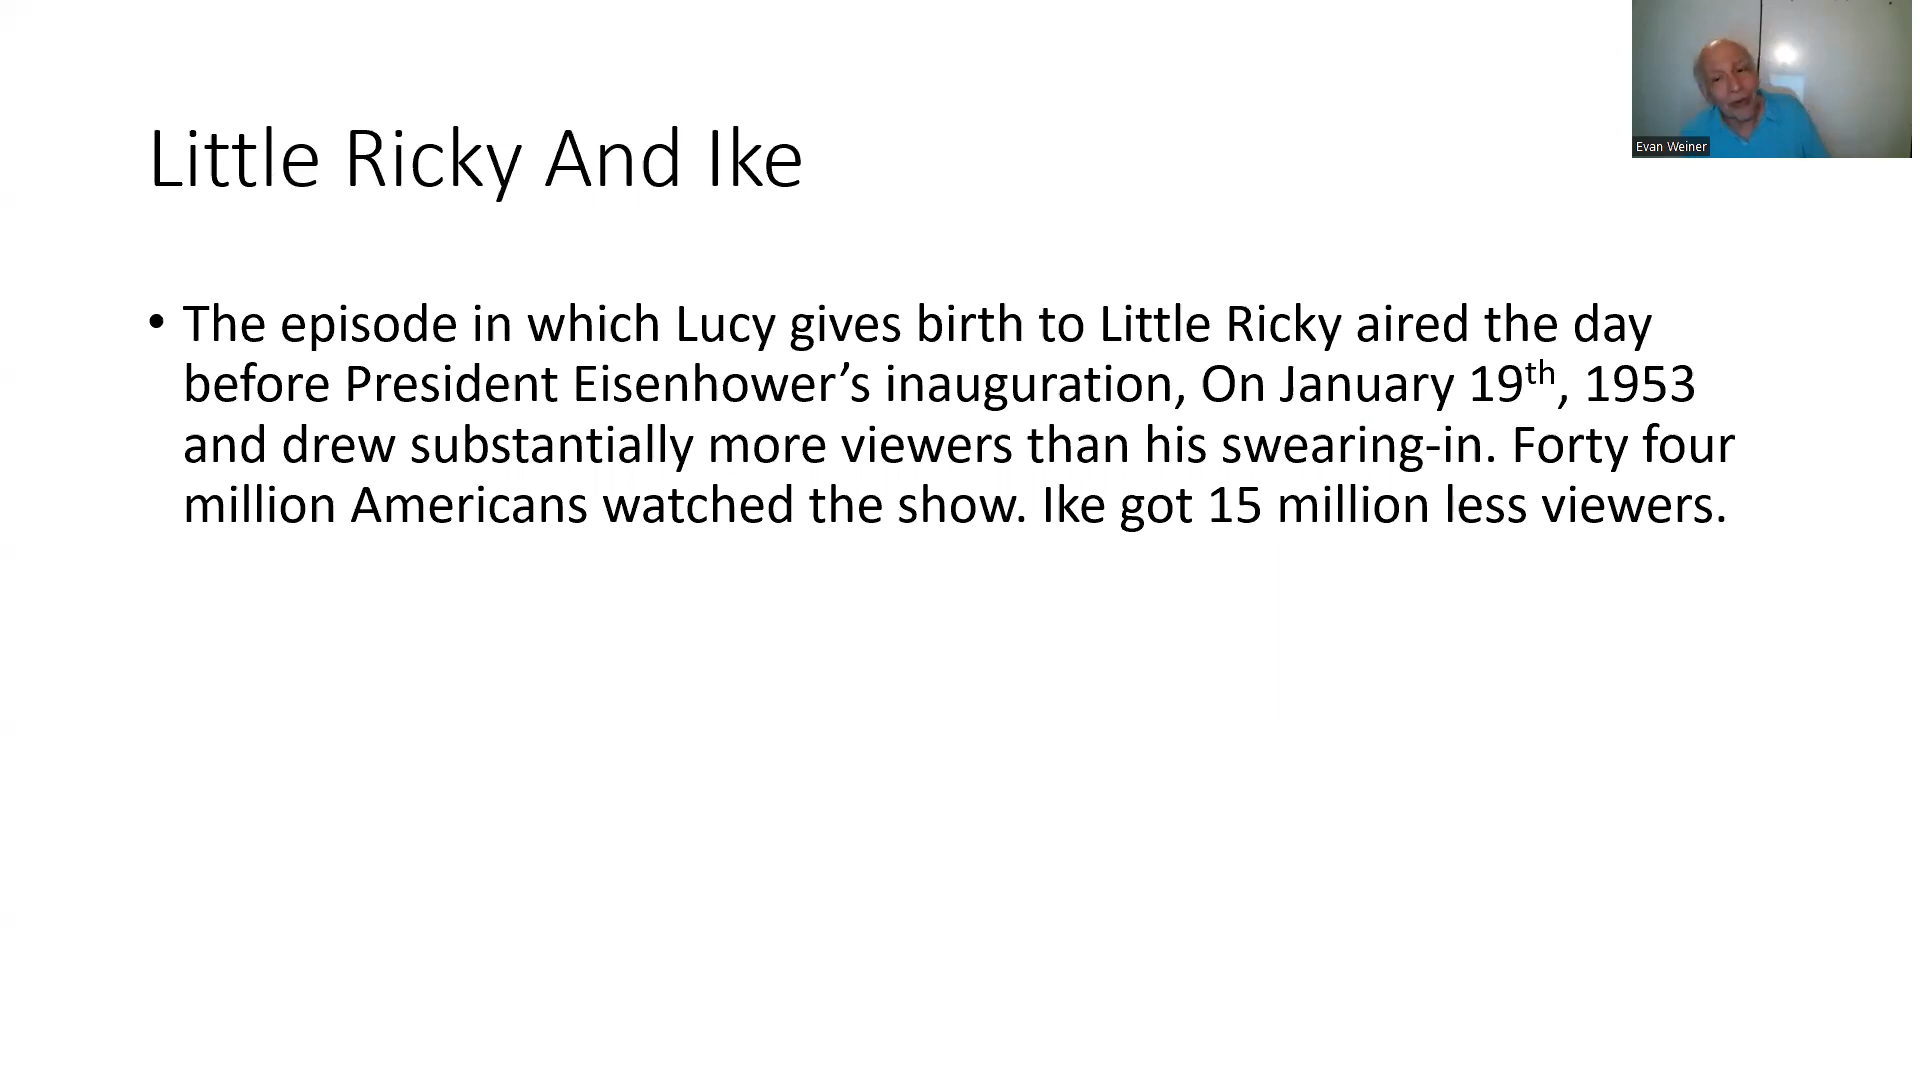 Little Ricky And Ike
Evan Weiner
• The episode in which Lucy gives birth to Little Ricky aired the day
before President Eisenhower’s inauguration, On January 19th, 1953
and drew substantially more viewers than his swearing-in. Forty four
million Americans watched the show. Ike got 15 million less viewers.